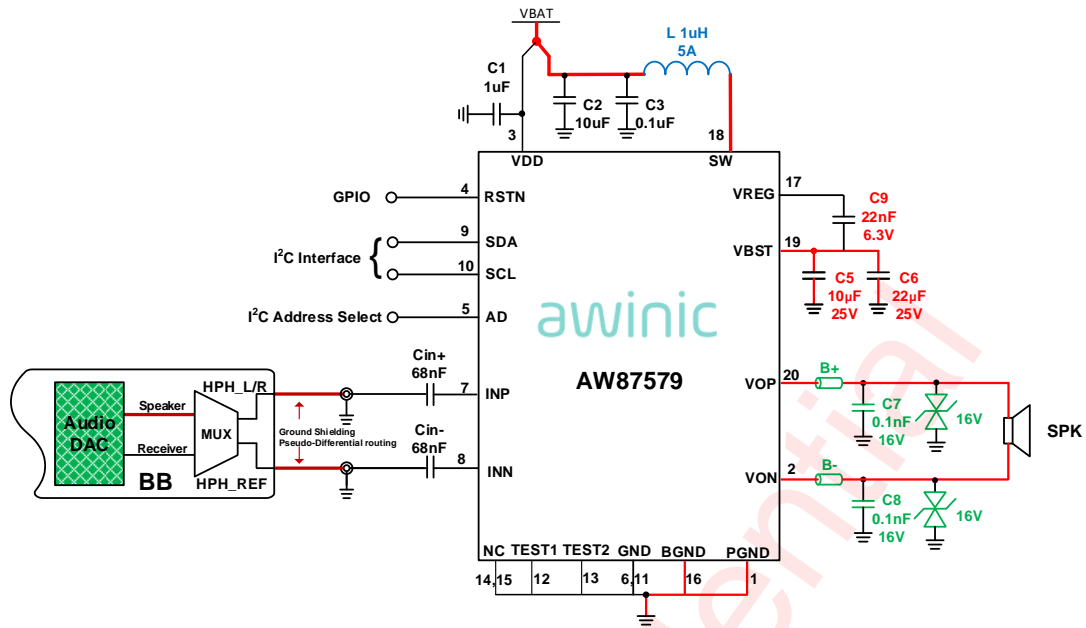 VBAT
L 1uH
5A
C1
1uF
C2
10uF
C3
0.1uF
3
18
VDD
SW
GPIO
4
RSTN
VREG
17
C9
22nF
6.3V
9
SDA
I²C Interface {
10
SCL
19
VBST
C5
10µF
25V
C6
22µF
25V
5
I²C Address Select
AD
awinic
AW87579
Cin+
68nF
7
INP
20
VOP
B+
C7
0.1nF
16V
16V
SPK
HPH_L/R
Speaker
Audio
DAC
MUX
Receiver
BB
HPH_REF
Ground Shielding
Pseudo-Differential routing
Cin-
68nF
8
INN
2
VON
B-
C8
0.1nF
16V
16V
NC
TEST1
TEST2
GND
BGND
PGND
14,15
12
13
6,11
16
1
ential